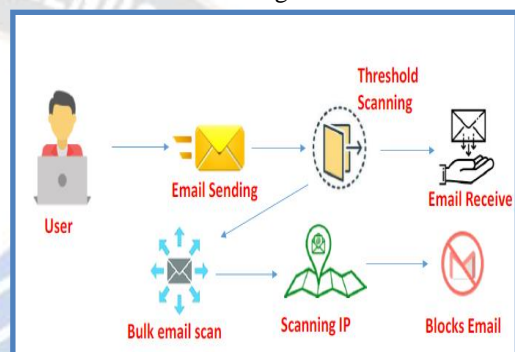 Threshold
Scanning
Email Sending
Email Receive
User
Bulk email scan
Scanning IP
Blocks Email